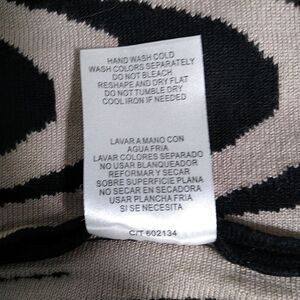 HAND WASH COLD
WASH COLORS SEPARATELY
DO NOT BLEACH
RESHAPE AND DRY FLAT
DO NOT TUMBLE DRY
COOL IRON IF NEEDED
LAVAR A MANO CON
AGUA FRIA
LAVAR COLORES SEPARADO
NO USAR BLANQUEADOR
REFORMAR Y SECAR
SOBRE SUPERFICIE PLANA
NO SECAR EN SECADORA
USAR PLANCHA FRIA
SI SE NECESITA
C/T 602134